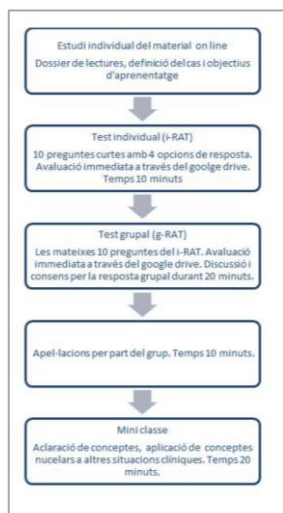 Estudi individual del material on line
Dossier de lectures, definició del cas i objectius
d'aprenentatge
Test individual (i-RAT)
10 preguntes curtes amb 4 opcions de resposta.
Avaluació immediata a través del goolge drive.
Temps 10 minuts
Test grupal (g-RAT)
Les mateixes 10 preguntes del i-RAT. Avaluació
immediata a través del google drive. Discussió i
consens per la resposta grupal durant 20 minuts.
Apel·lacions per part del grup. Temps 10 minuts.
Mini classe
Aclaració de conceptes, aplicació de conceptes
nucelars a altres situacions clíniques. Temps 20
minuts.